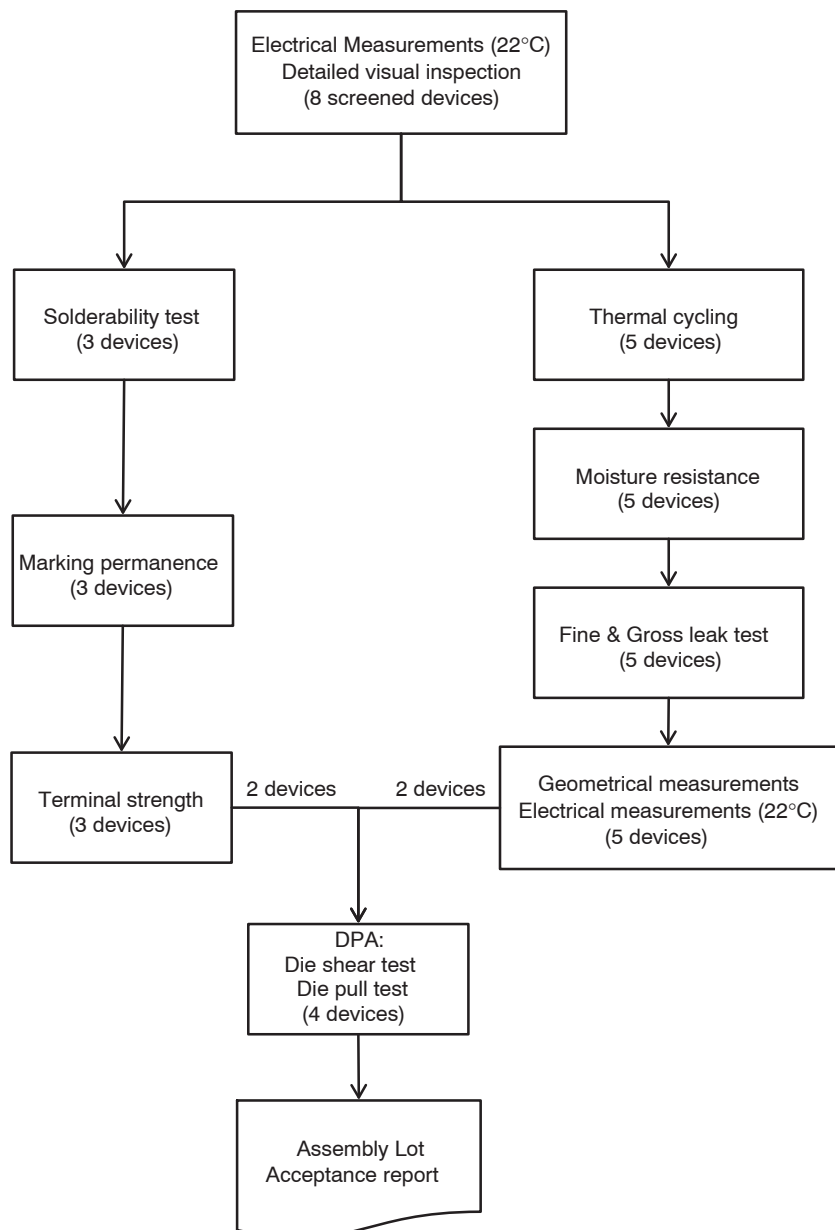 Electrical Measurements (22°C)
Detailed visual inspection
(8 screened devices)
Solderability test
(3 devices)
Marking permanence
(3 devices)
Terminal strength
(3 devices)
Thermal cycling
(5 devices)
Moisture resistance
(5 devices)
Fine & Gross leak test
(5 devices)
Geometrical measurements
Electrical measurements (22°C)
(5 devices)
2 devices
2 devices
DPA:
Die shear test
Die pull test
(4 devices)
Assembly Lot
Acceptance report